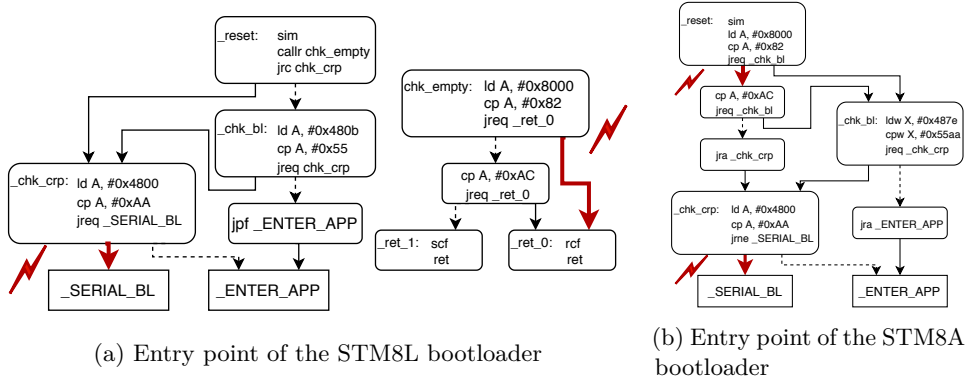 _reset: sim
callr chk_empty
jrc chk_crp
_chk_bl: ld A, #0x480b
cp A, #0x55
jreq chk_crp
_chk_crp: ld A, #0x4800
cp A, #0xAA
jreq _SERIAL_BL
jpf _ENTER_APP
_SERIAL_BL
_ENTER_APP
chk_empty: ld A, #0x8000
cp A, #0x82
jreq _ret_0
cp A, #0xAC
jreq _ret_0
_ret_1: scf
ret
_ret_0: rcf
ret
(a) Entry point of the STM8L bootloader
_reset: sim
ld A, #0x8000
cp A, #0x82
jreq _chk_bl
cp A, #0xAC
jreq _chk_bl
_chk_bl: ldw X, #0x487e
cpw X, #0x55aa
jreq _chk_crp
jra _chk_crp
_chk_crp: ld A, #0x4800
cp A, #0xAA
jrne _SERIAL_BL
jra _ENTER_APP
_SERIAL_BL
_ENTER_APP
(b) Entry point of the STM8A
bootloader